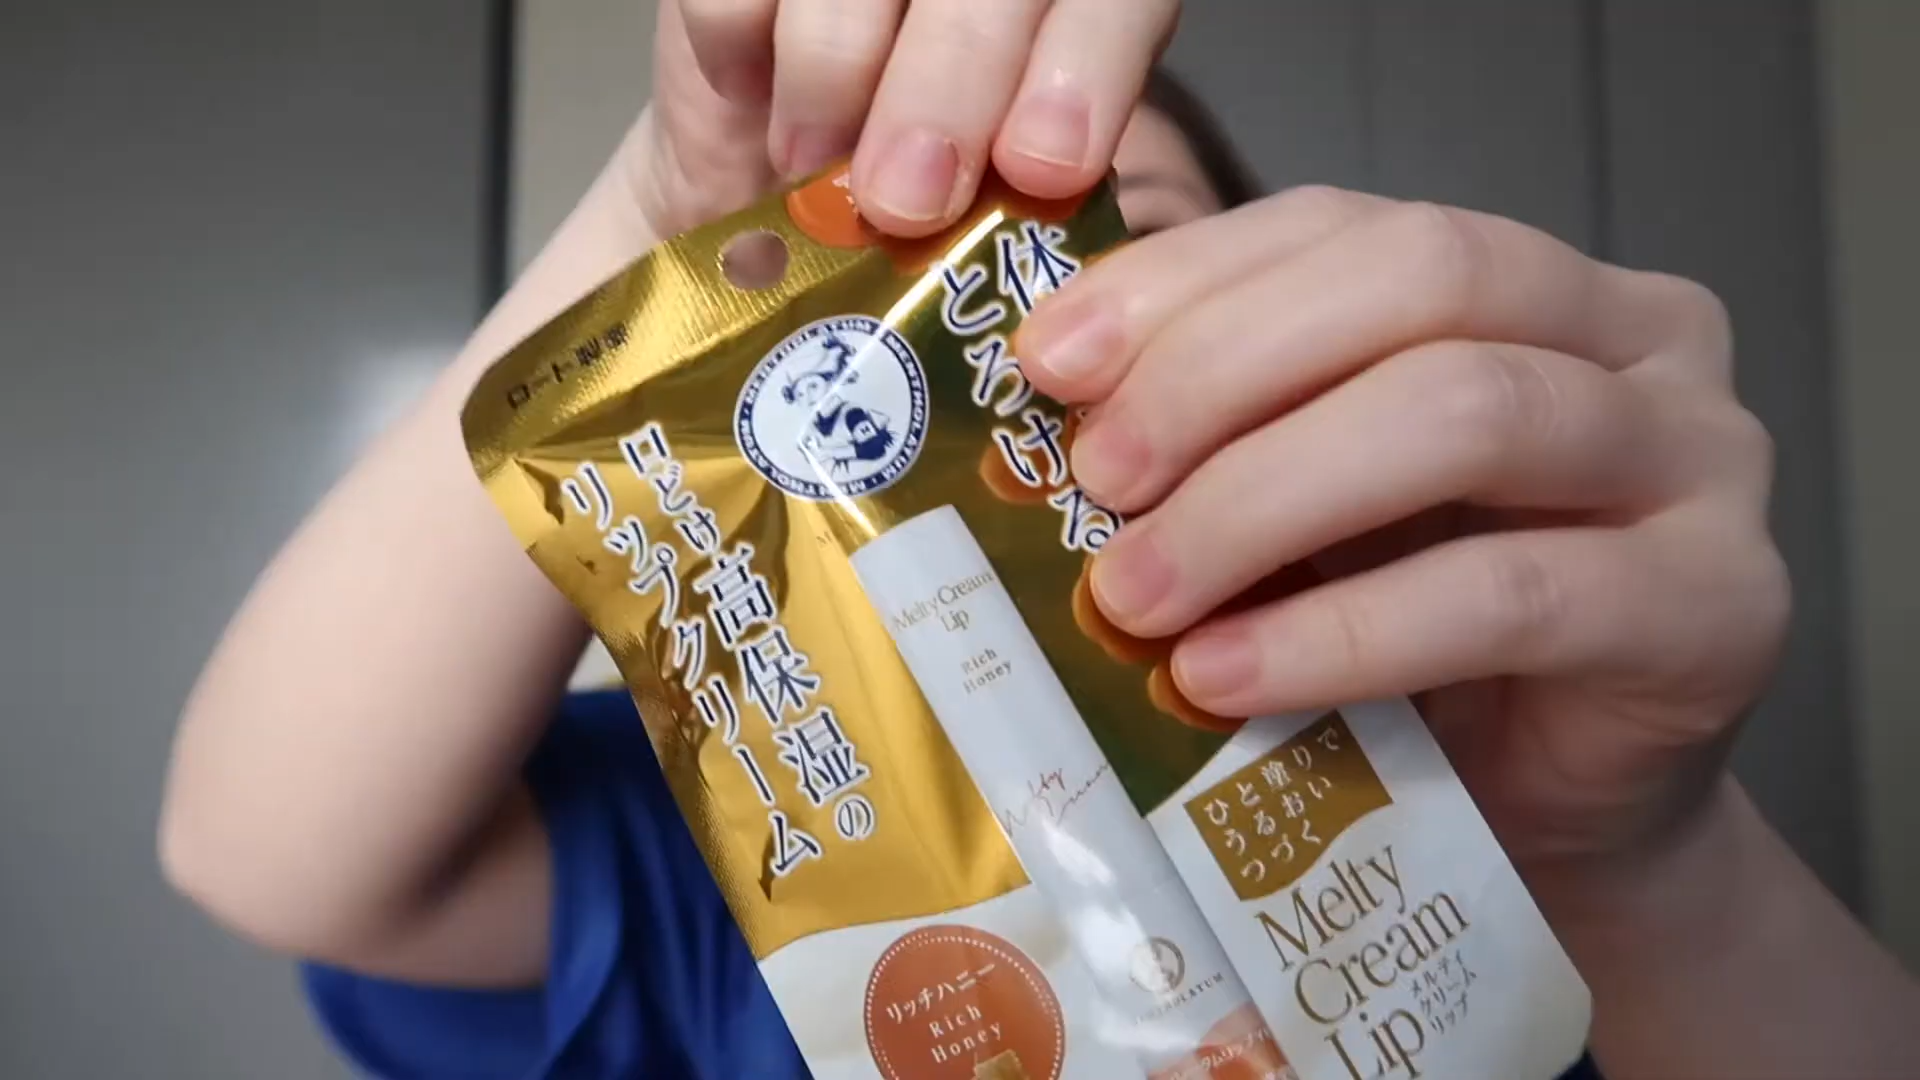 ロート製薬
MENTHOLATUM · MENTHOLATUM · MENTHOLATUM
体
とろける
口どけ高保湿の
リップクリーム
Melty Cream
Lip
Rich
Honey
Melty
MENTHOLATUM
ひと塗りで
うるおい
つづく
Melty
Cream
Lip
メルティ
クリーム
リップ
リッチハニー
Rich
Honey